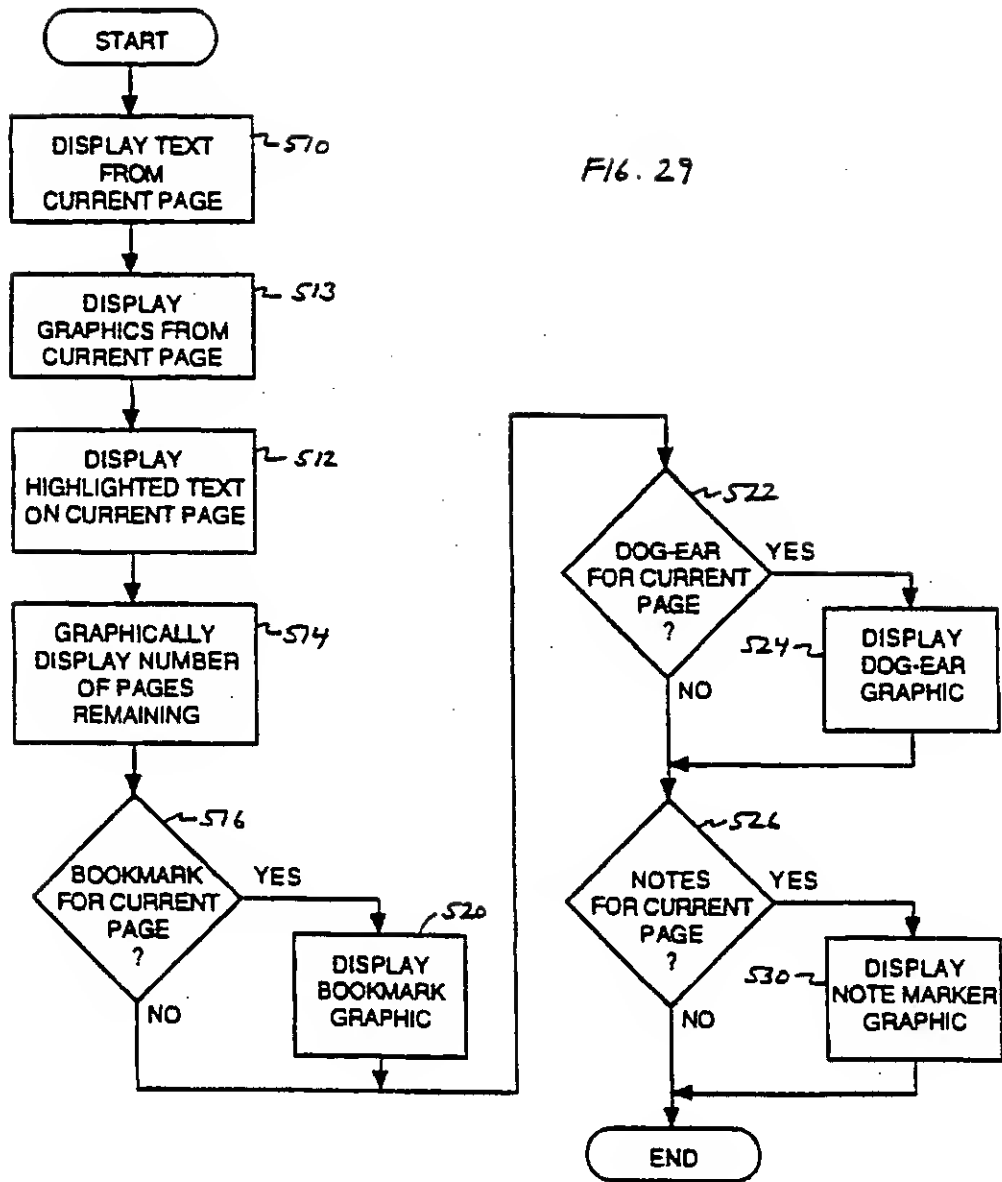 START
DISPLAY TEXT
FROM
CURRENT PAGE
510
FIG. 29
DISPLAY
GRAPHICS FROM
CURRENT PAGE
513
DISPLAY
HIGHLIGHTED TEXT
ON CURRENT PAGE
512
GRAPHICALLY
DISPLAY NUMBER
OF PAGES
REMAINING
514
BOOKMARK
FOR CURRENT
PAGE
?
516
YES
NO
520
DISPLAY
BOOKMARK
GRAPHIC
522
DOG-EAR
FOR CURRENT
PAGE
?
YES
NO
524
DISPLAY
DOG-EAR
GRAPHIC
526
NOTES
FOR CURRENT
PAGE
?
YES
NO
530
DISPLAY
NOTE MARKER
GRAPHIC
END